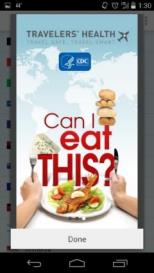 44°
1:30
TRAVELERS' HEALTH
TRAVEL SAFE. TRAVEL SMART.
CDC
Can I
eat
THIS?
Done